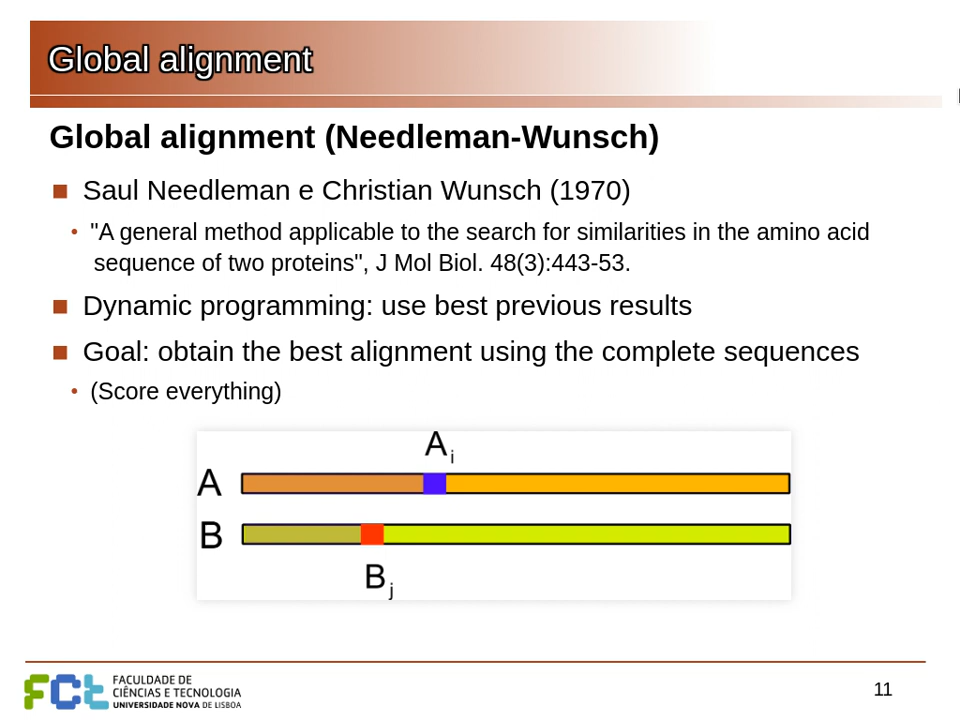 Global alignment
Global alignment (Needleman-Wunsch)
Saul Needleman e Christian Wunsch (1970)
"A general method applicable to the search for similarities in the amino acid
sequence of two proteins", J Mol Biol. 48(3):443-53.
Dynamic programming: use best previous results
Goal: obtain the best alignment using the complete sequences
(Score everything)
A i
A
B
B j
FCt FACULDADE DE
CIÊNCIAS E TECNOLOGIA
UNIVERSIDADE NOVA DE LISBOA
11